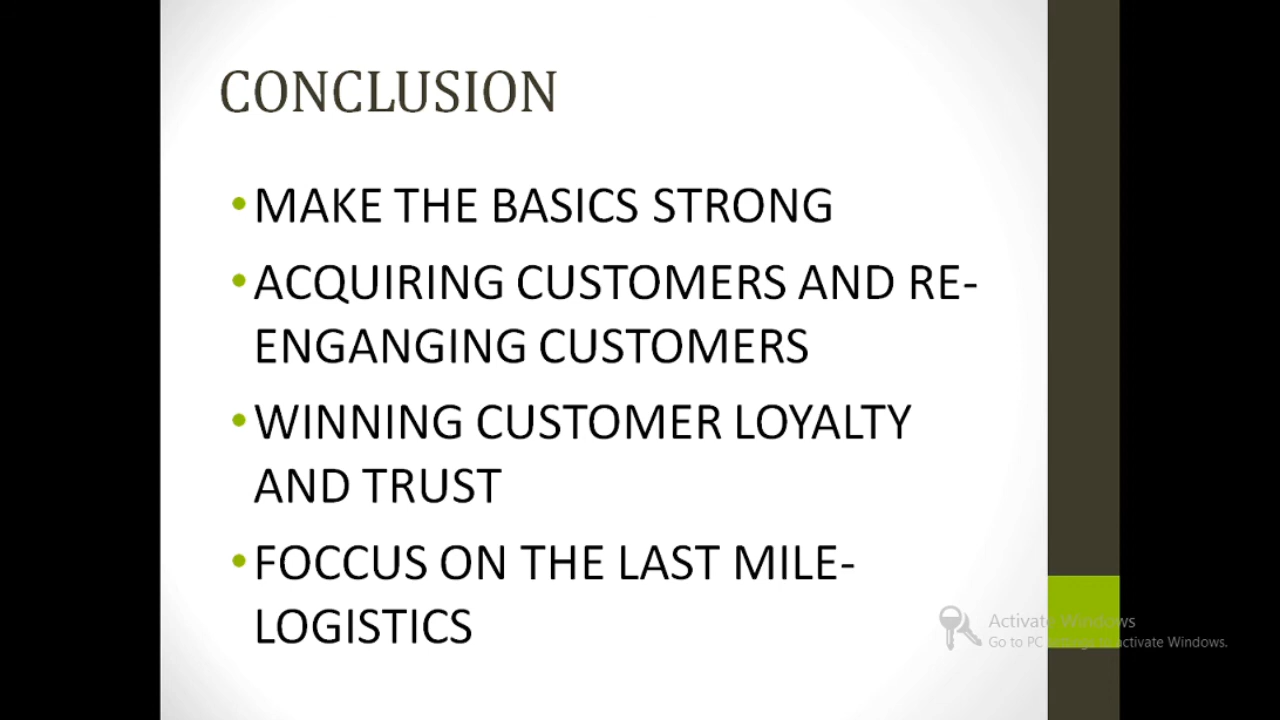 CONCLUSION
•MAKE THE BASICS STRONG
•ACQUIRING CUSTOMERS AND RE-
ENGANGING CUSTOMERS
•WINNING CUSTOMER LOYALTY
AND TRUST
•FOCCUS ON THE LAST MILE-
LOGISTICS
Activate Windows
Go to PC settings to activate Windows.